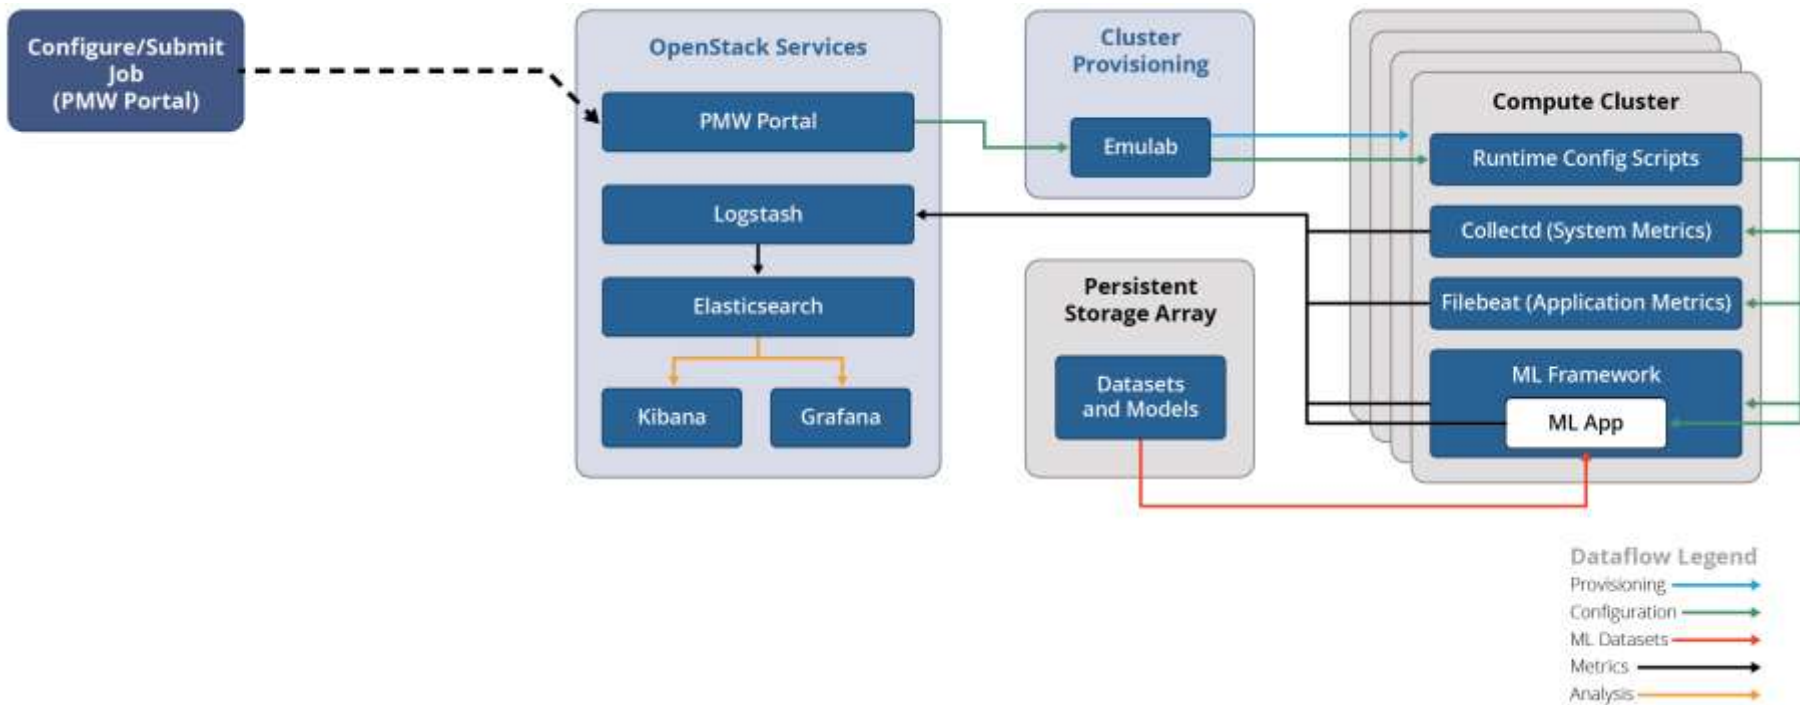 Configure/Submit
Job
(PMW Portal)
OpenStack Services
PMW Portal
Logstash
Elasticsearch
Kibana
Grafana
Cluster
Provisioning
Emulab
Persistent
Storage Array
Datasets
and Models
Compute Cluster
Runtime Config Scripts
Collectd (System Metrics)
Filebeat (Application Metrics)
ML Framework
ML App
Dataflow Legend
Provisioning
Configuration
ML Datasets
Metrics
Analysis